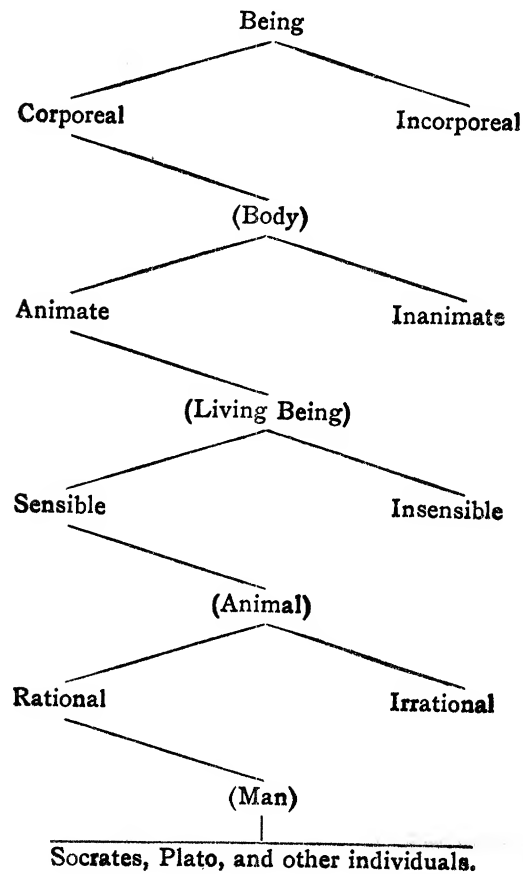 Being
Corporeal Incorporeal
(Body)
Animate Inanimate
(Living Being)
Sensible Insensible
(Animal)
Rational Irrational
(Man)
Socrates, Plato, and other individuals.